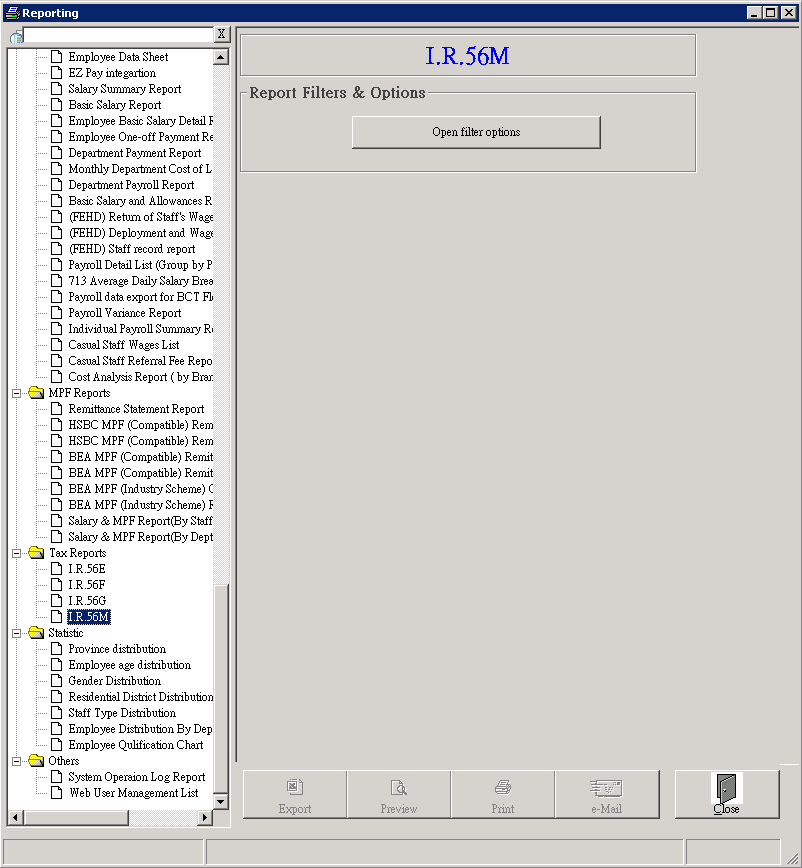 Reporting
X
Employee Data Sheet
EZ Pay integartion
Salary Summary Report
Basic Salary Report
Employee Basic Salary Detail R
Employee One-off Payment Re
Department Payment Report
Monthly Department Cost of L
Department Payroll Report
Basic Salary and Allowances R
(FEHD) Return of Staff's Wage
(FEHD) Deployment and Wage
(FEHD) Staff record report
Payroll Detail List (Group by P
713 Average Daily Salary Brea
Payroll data export for BCT Fl
Payroll Variance Report
Individual Payroll Summary Re
Casual Staff Wages List
Casual Staff Referral Fee Repo
Cost Analysis Report ( by Bran
MPF Reports
Remittance Statement Report
HSBC MPF (Compatible) Rem
HSBC MPF (Compatible) Rem
BEA MPF (Compatible) Remit
BEA MPF (Compatible) Remit
BEA MPF (Industry Scheme) C
BEA MPF (Industry Scheme) R
Salary & MPF Report(By Staff
Salary & MPF Report(By Dept
Tax Reports
I.R.56E
I.R.56F
I.R.56G
I.R.56M
Statistic
Province distribution
Employee age distribution
Gender Distribution
Residential District Distribution
Staff Type Distribution
Employee Distribution By Dep
Employee Qulification Chart
Others
System Operaion Log Report
Web User Management List
I.R.56M
Report Filters & Options
Open filter options
Export
Preview
Print
e-Mail
Close